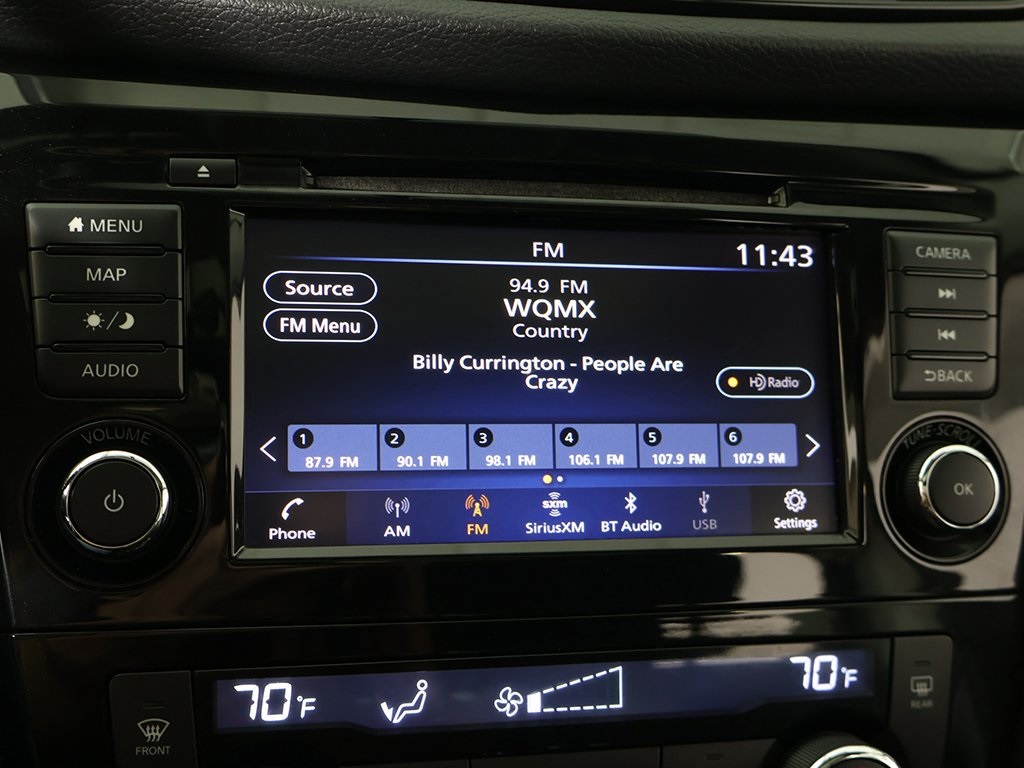 MENU
MAP
AUDIO
VOLUME
FM
11:43
Source
FM Menu
94.9 FM
WQMX
Country
Billy Currington - People Are
Crazy
HD Radio
1 87.9 FM
2 90.1 FM
3 98.1 FM
4 106.1 FM
5 107.9 FM
6 107.9 FM
Phone
AM
FM
sxm
SiriusXM
BT Audio
USB
Settings
CAMERA
BACK
TUNE·SCROLL
OK
70°F
70°F
FRONT
REAR